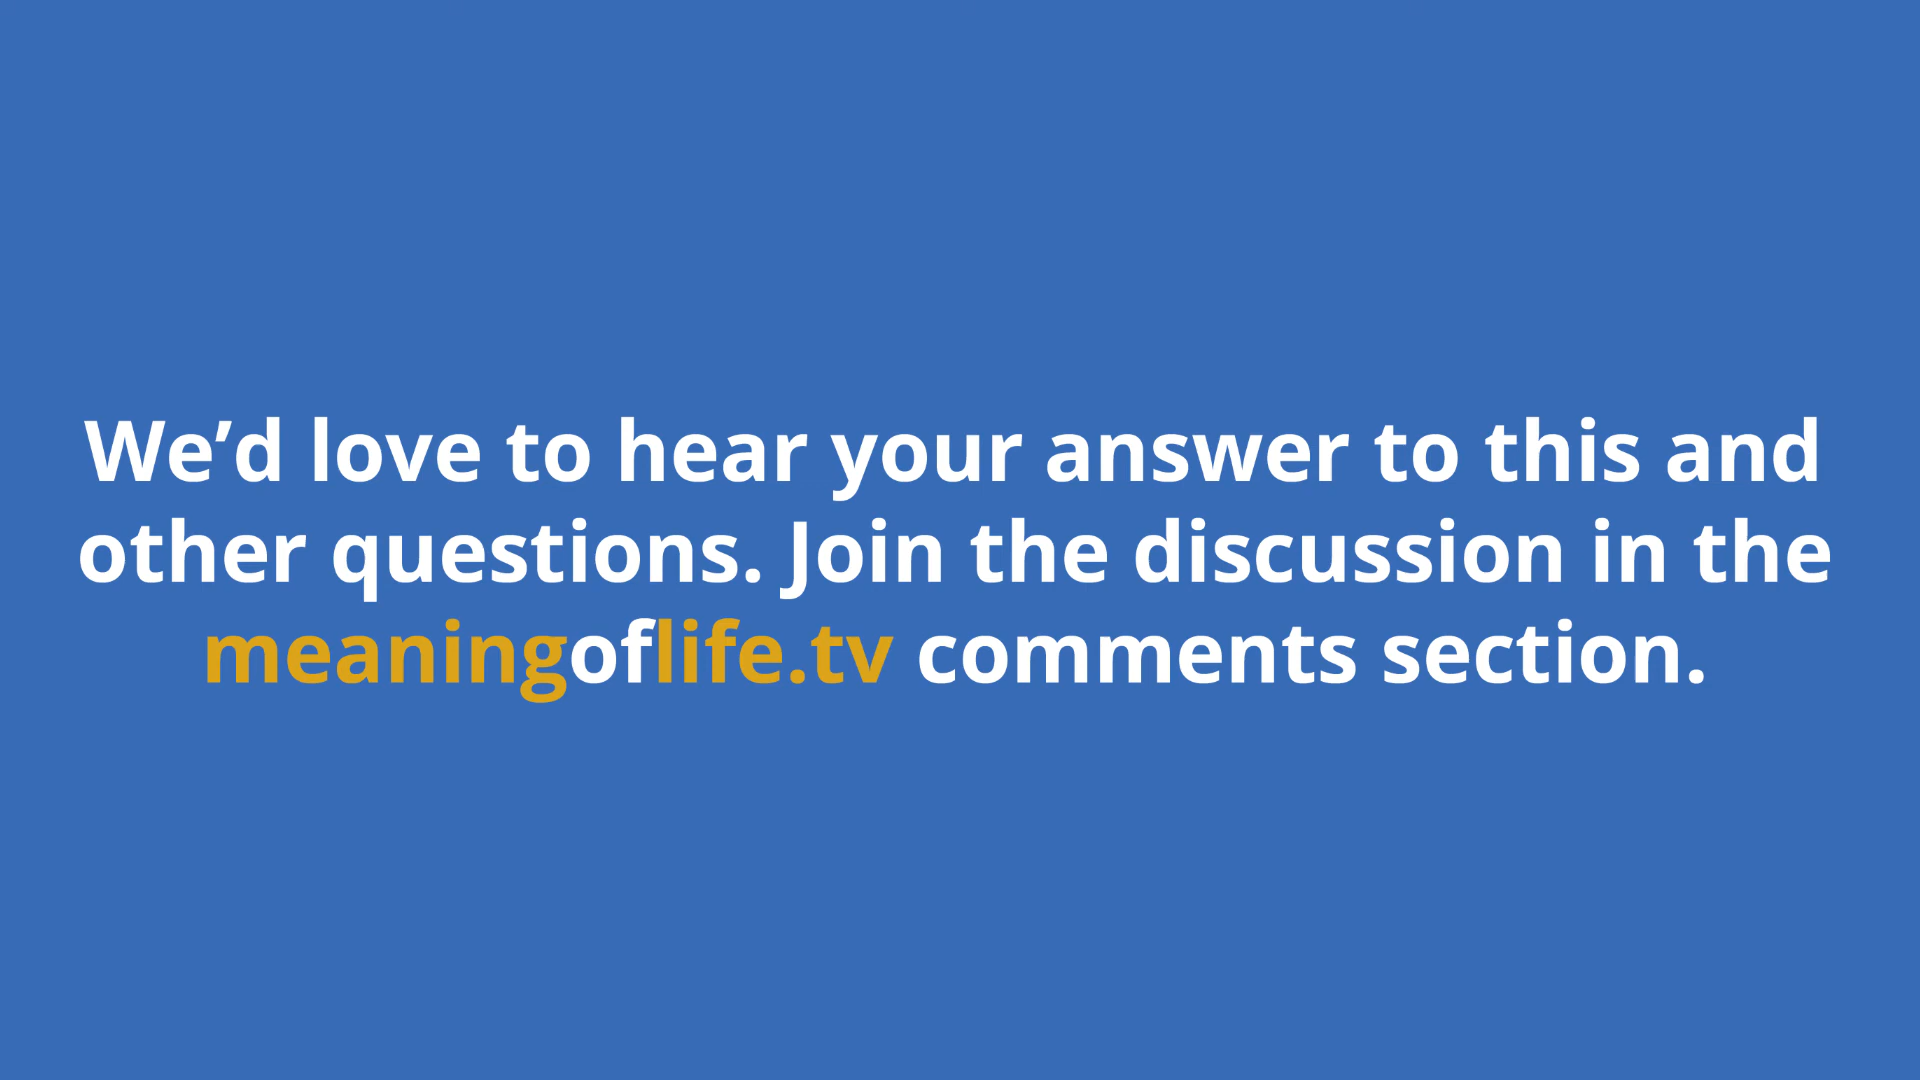 We’d love to hear your answer to this and
other questions. Join the discussion in the
meaningoflife.tv comments section.